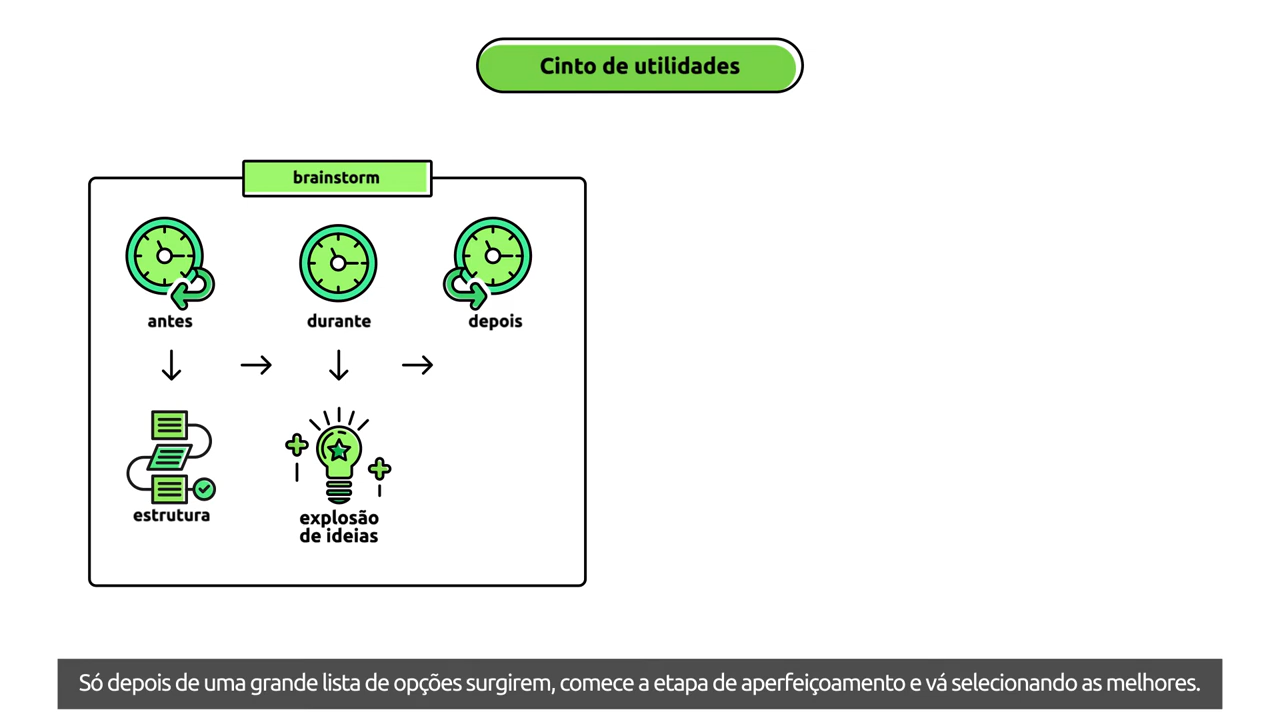 Cinto de utilidades
brainstorm
antes
durante
depois
estrutura
explosão
de ideias
Só depois de uma grande lista de opções surgirem, comece a etapa de aperfeiçoamento e vá selecionando as melhores.